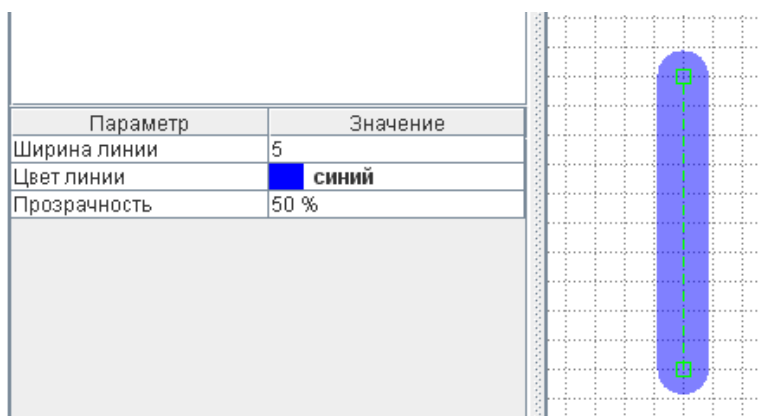 Параметр Значение
Ширина линии 5
Цвет линии синий
Прозрачность 50 %